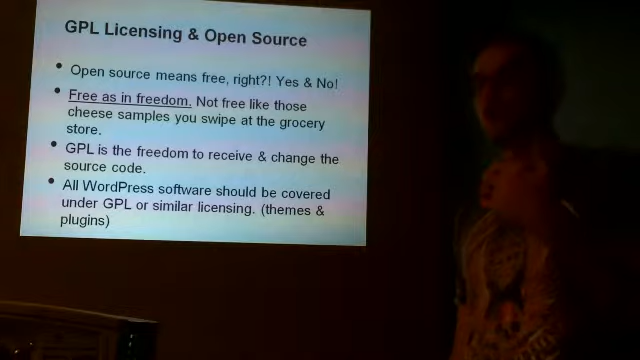 GPL Licensing & Open Source
• Open source means free, right?! Yes & No!
• Free as in freedom. Not free like those
cheese samples you swipe at the grocery
store.
• GPL is the freedom to receive & change the
source code.
• All WordPress software should be covered
under GPL or similar licensing. (themes &
plugins)